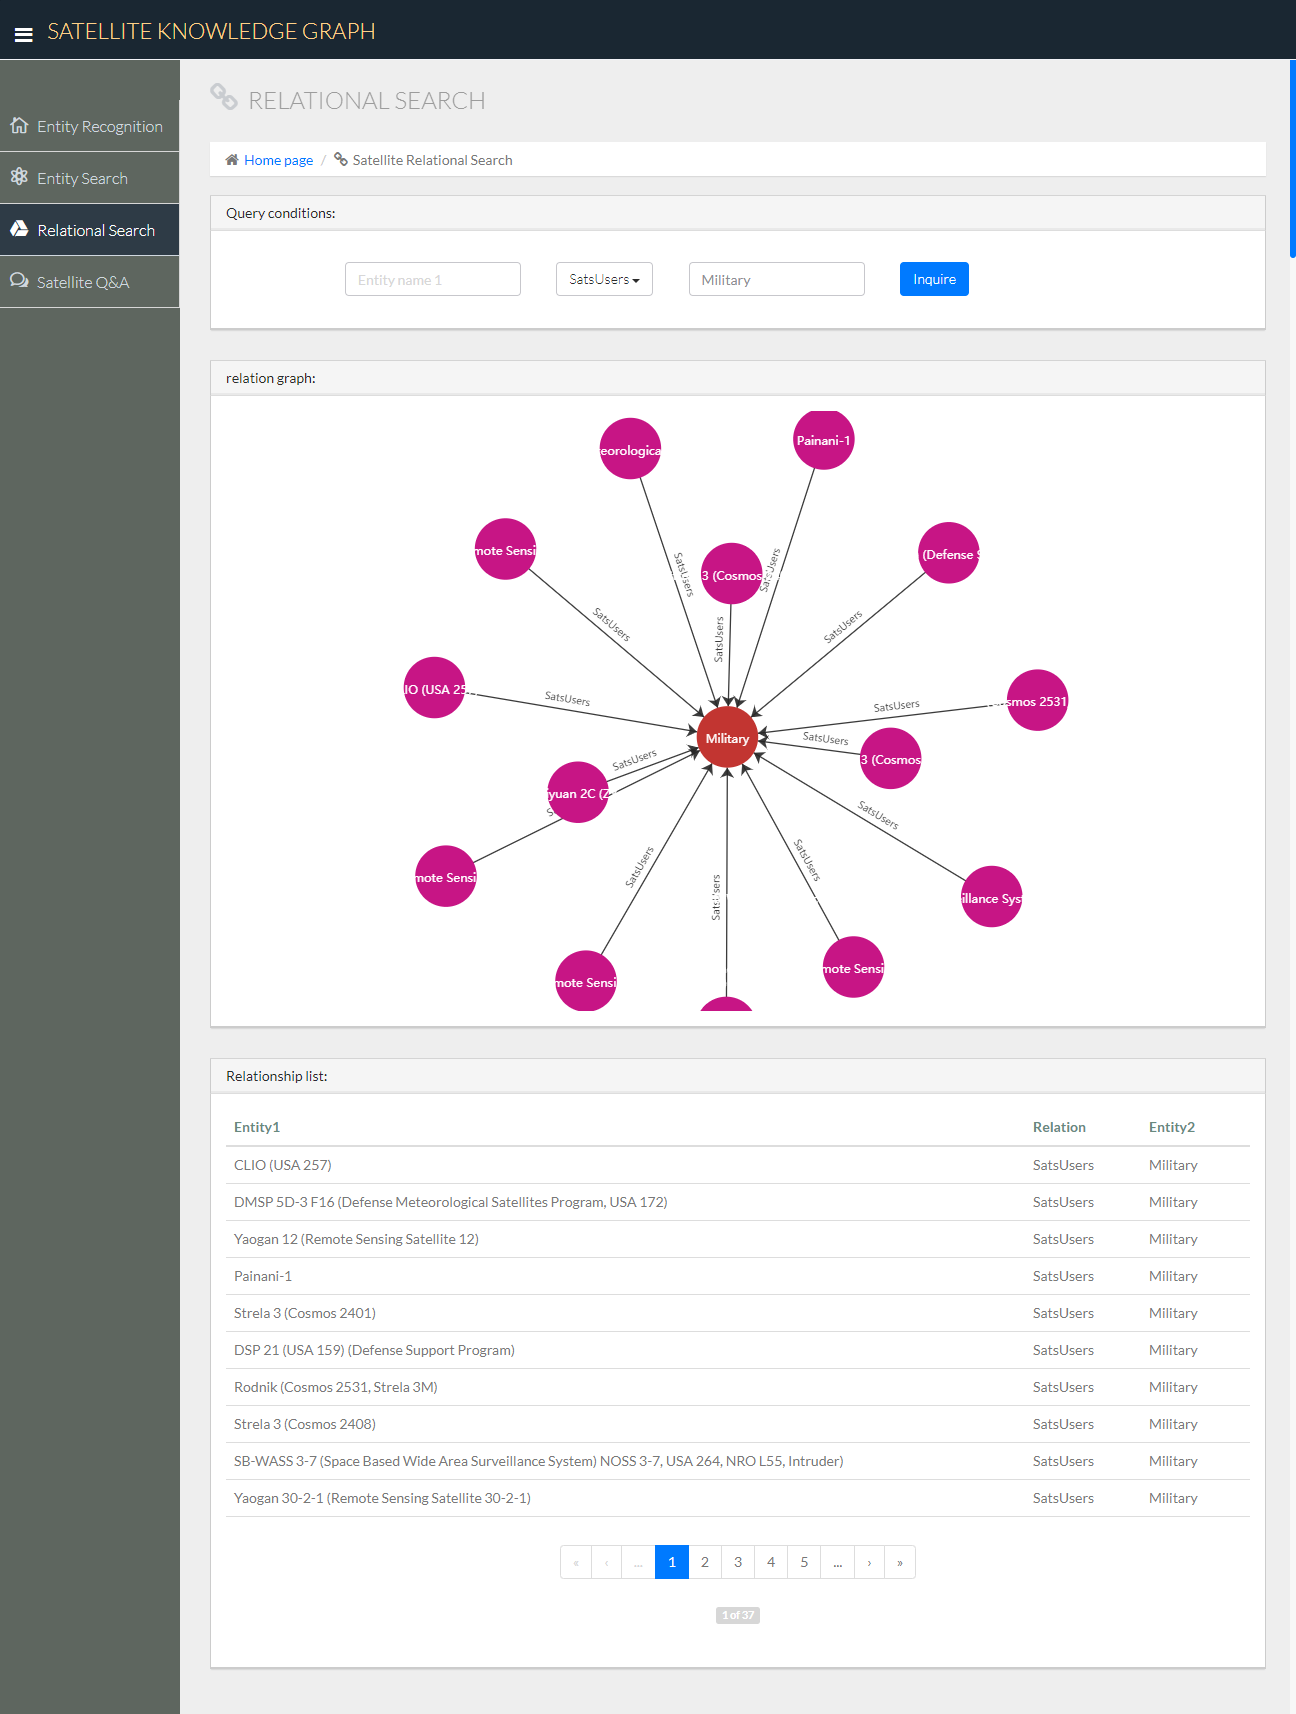 SATELLITE KNOWLEDGE GRAPH
Entity Recognition
Entity Search
Relational Search
Satellite Q&A
RELATIONAL SEARCH
Home page / Satellite Relational Search
Query conditions:
Entity name 1
SatsUsers
Military
Inquire
relation graph:
eorologica
Painani-1
mote Sensi
SatsUsers
3 (Cosmos
SatsUsers
(Defense S
SatsUsers
SatsUsers
SatsUsers
IO (USA 25
SatsUsers
SatsUsers
osmos 2531
Military
SatsUsers
3 (Cosmos
SatsUsers
yuan 2C (Z
SatsUsers
SatsUsers
SatsUsers
mote Sensi
SatsUsers
illance Syst
mote Sensi
mote Sensi
Relationship list:
Entity1 Relation Entity2
CLIO (USA 257) SatsUsers Military
DMSP 5D-3 F16 (Defense Meteorological Satellites Program, USA 172) SatsUsers Military
Yaogan 12 (Remote Sensing Satellite 12) SatsUsers Military
Painani-1 SatsUsers Military
Strela 3 (Cosmos 2401) SatsUsers Military
DSP 21 (USA 159) (Defense Support Program) SatsUsers Military
Rodnik (Cosmos 2531, Strela 3M) SatsUsers Military
Strela 3 (Cosmos 2408) SatsUsers Military
SB-WASS 3-7 (Space Based Wide Area Surveillance System) NOSS 3-7, USA 264, NRO L55, Intruder) SatsUsers Military
Yaogan 30-2-1 (Remote Sensing Satellite 30-2-1) SatsUsers Military
« ‹ ... 1 2 3 4 5 ... › »
1 of 37